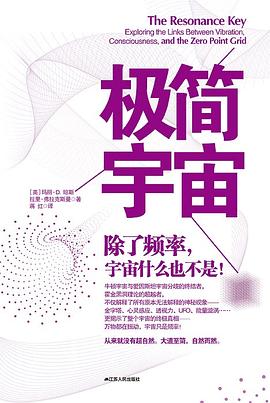 The Resonance Key
Exploring the Links Between Vibration,
Consciousness, and the Zero Point Grid
极简
宇宙
[美]玛丽·D.琼斯
拉里·弗拉克斯曼 著
蒋 红 译
除了频率，
宇宙什么也不是！
牛顿宇宙与爱因斯坦宇宙分歧的终结者，
霍金黑洞理论的超越者，
不仅解释了所有原本无法解释的神秘现象——
金字塔、心灵感应、透视力、UFO、能量漩涡……
更揭示了整个宇宙的终极真相——
万物都在振动，宇宙只是频率！
从来就没有超自然。大道至简，自然而然。
江苏人民出版社